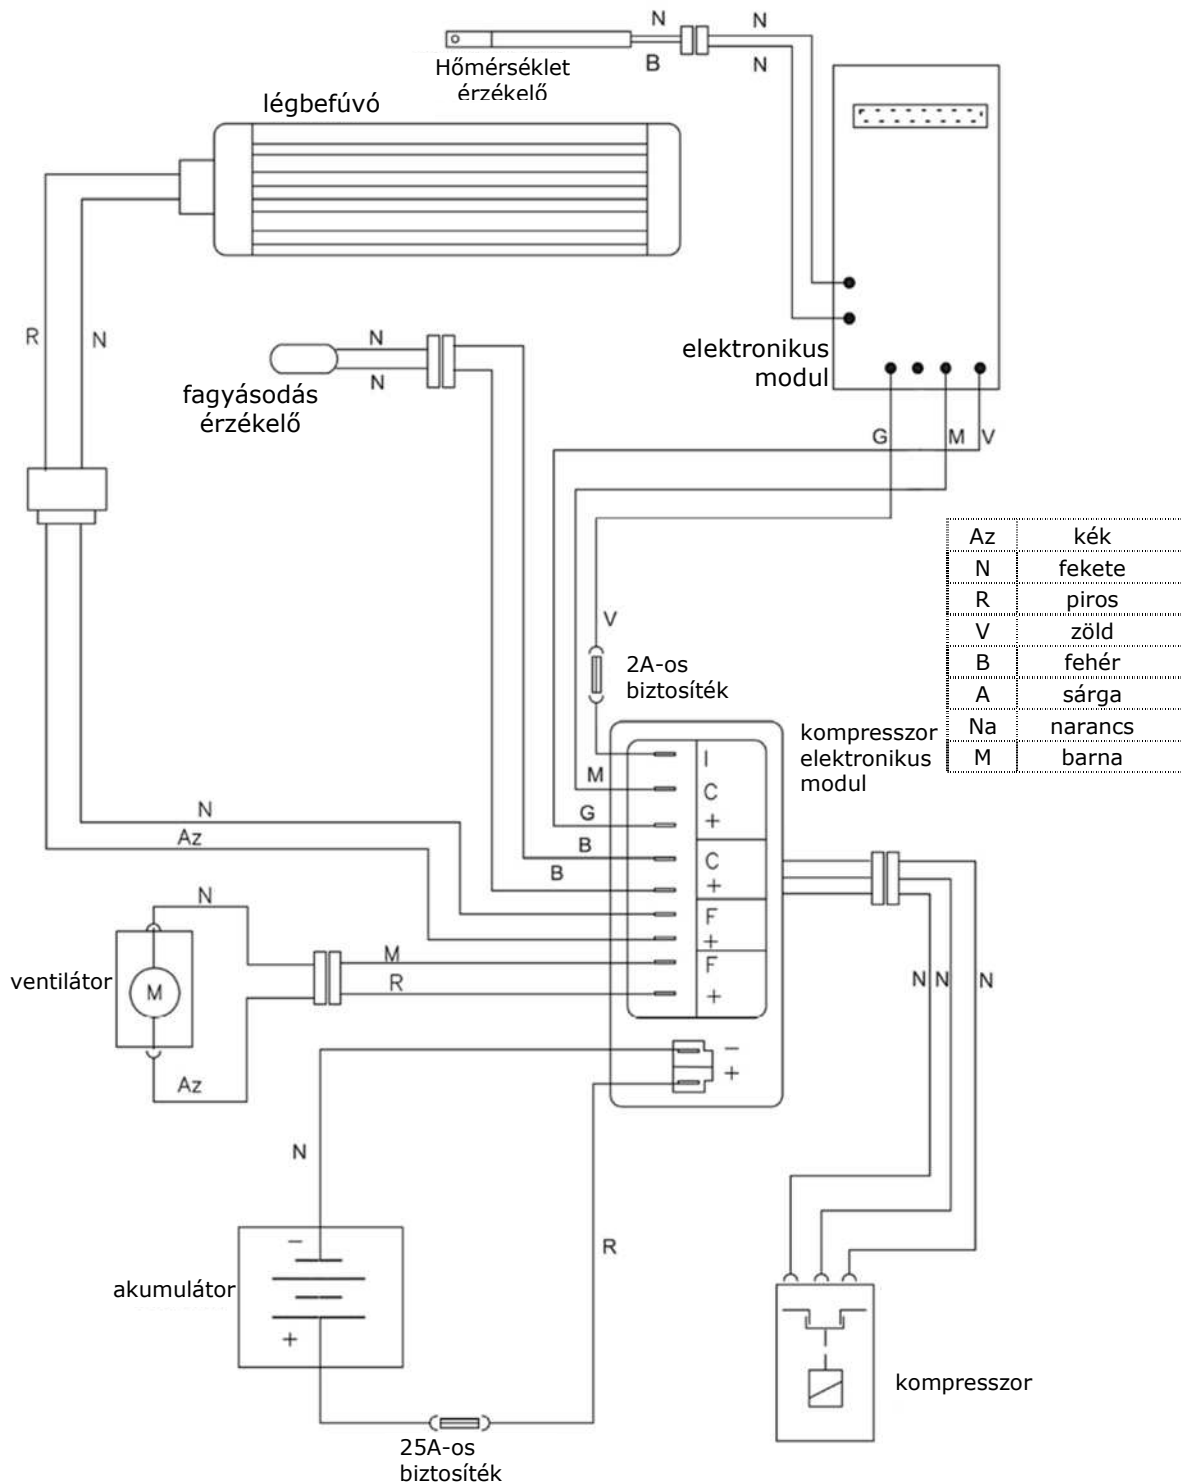 N
N
Hőmérséklet
érzékelő
B
N
légbefúvó
R
N
N
N
fagyásodás
érzékelő
elektronikus
modul
G
M
V
Az kék
N fekete
R piros
V zöld
B fehér
A sárga
Na narancs
M barna
V
2A-os
biztosíték
kompresszor
elektronikus
modul
I
M
C
G
+
B
C
B
+
N
Az
F
+
N
M
F
R
+
ventilátor
M
Az
N
N
N
−
+
N
R
−
akumulátor
+
kompresszor
25A-os
biztosíték